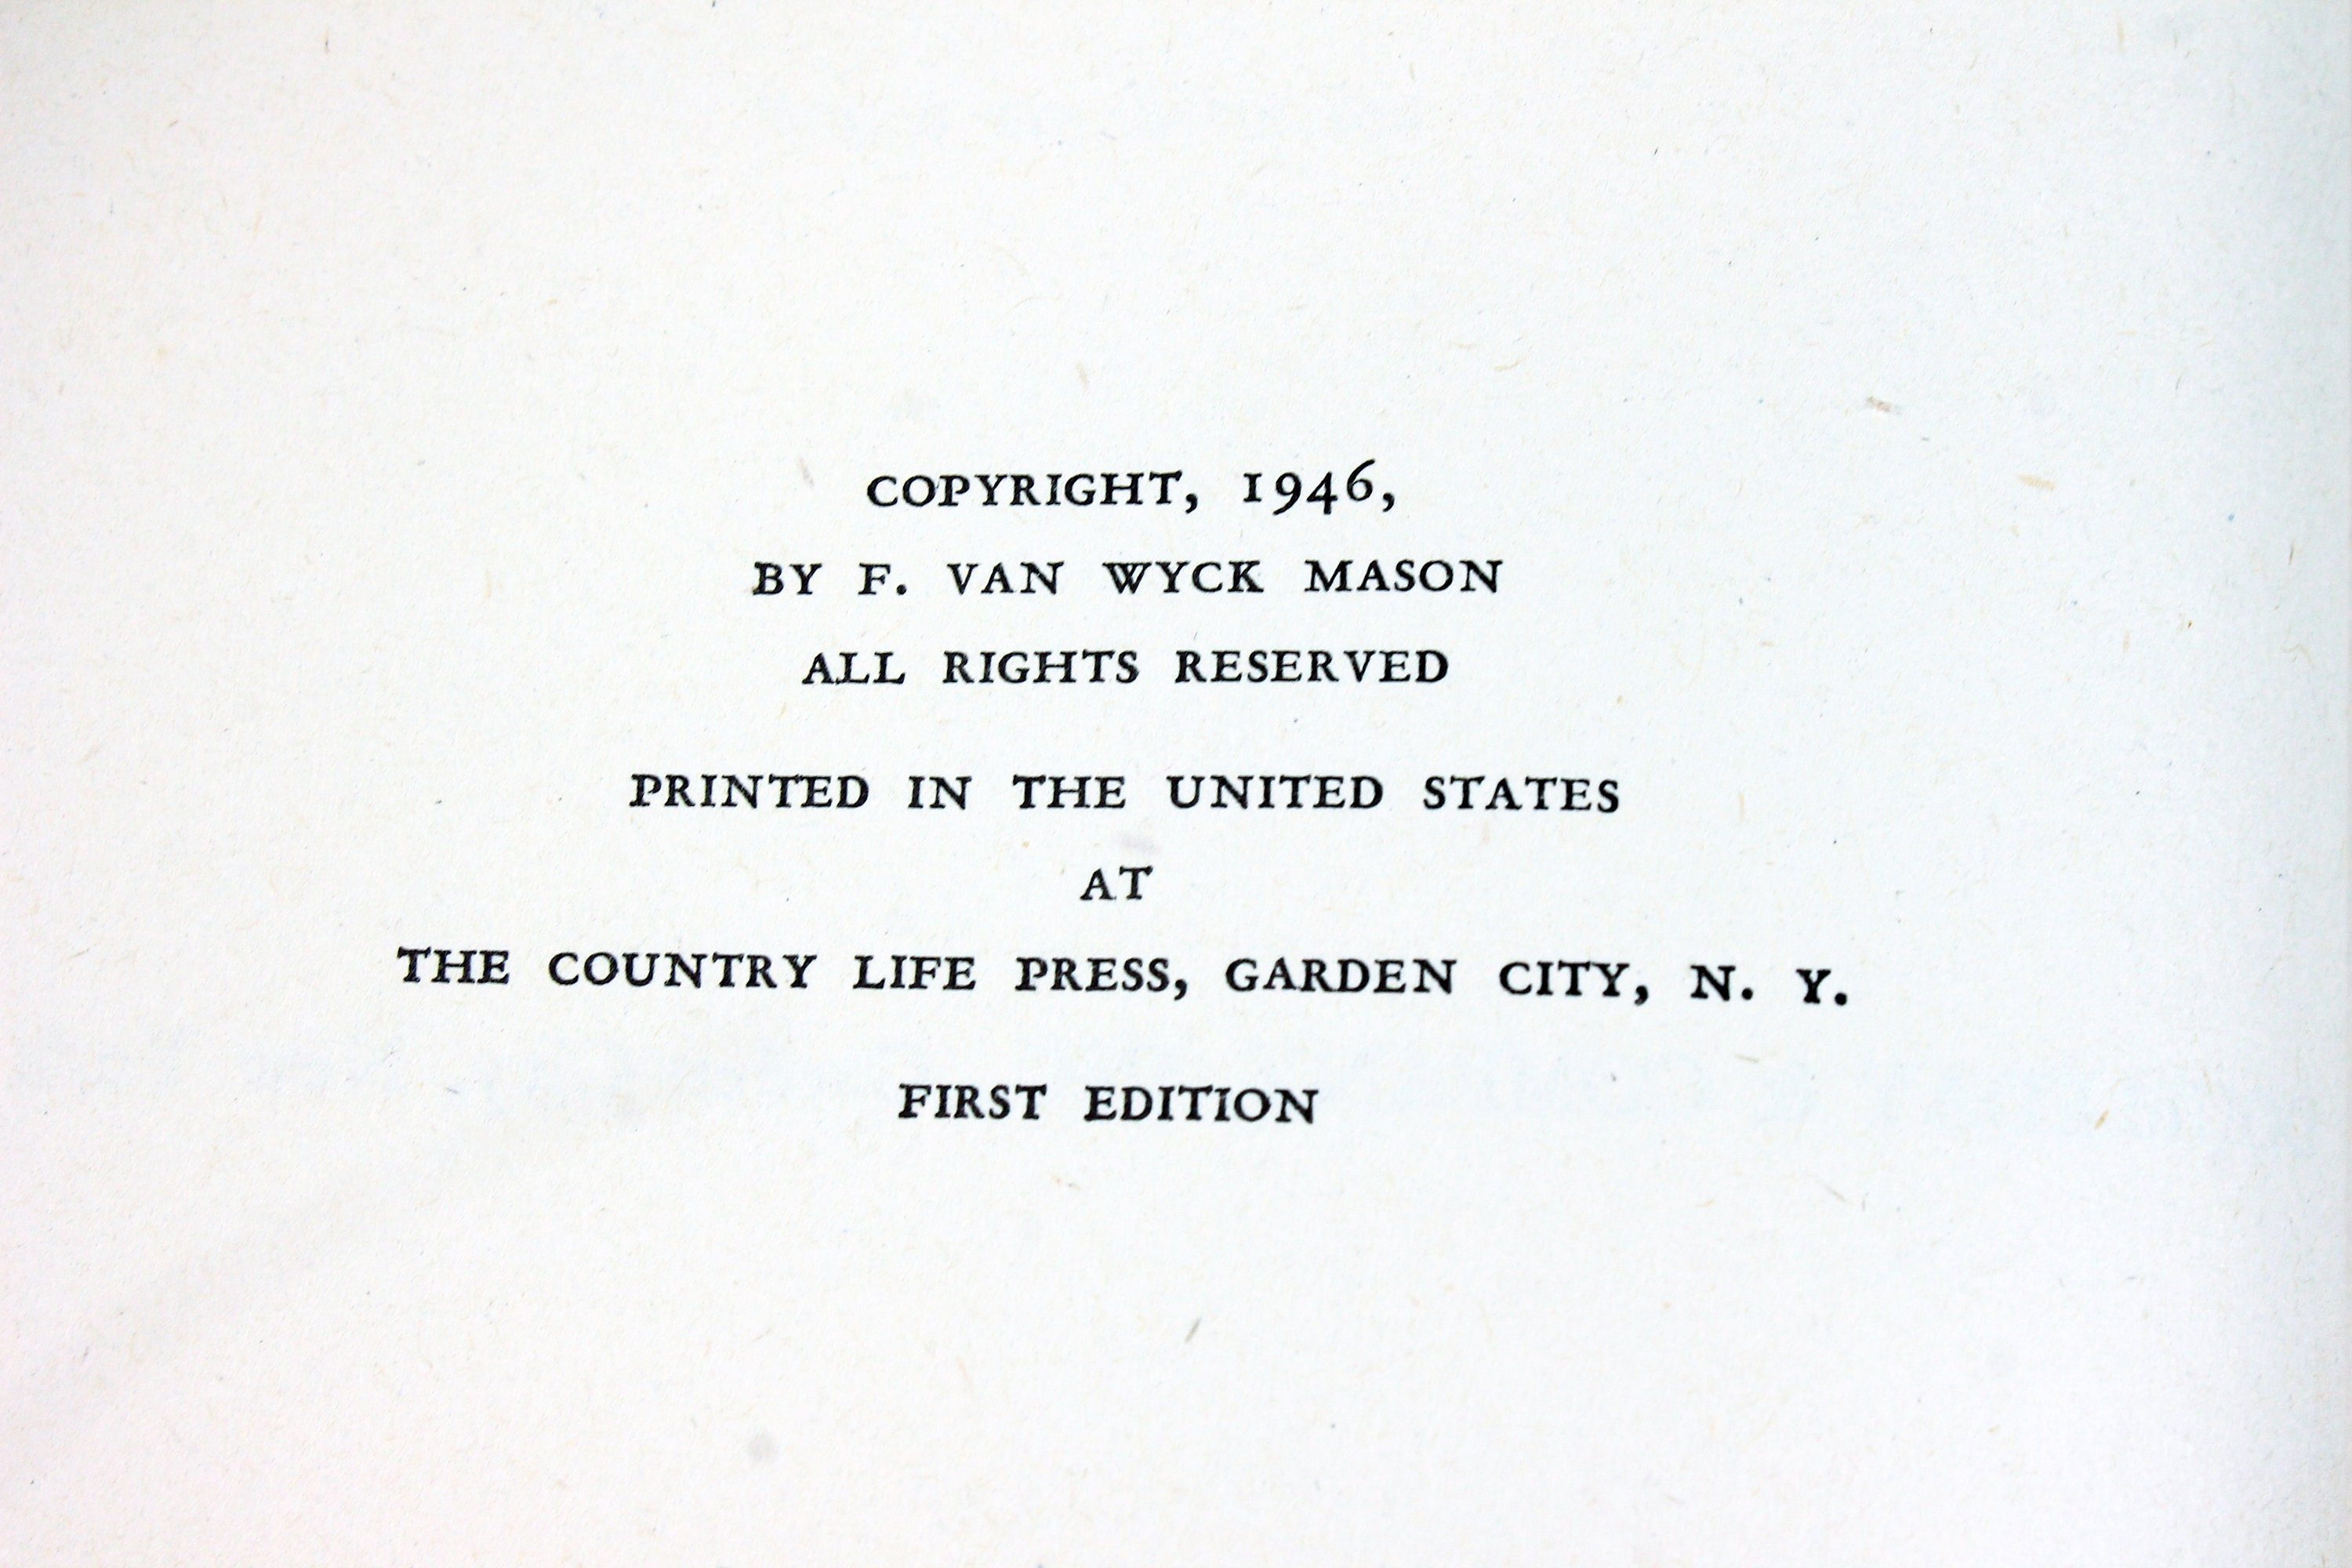 COPYRIGHT, 1946,
BY F. VAN WYCK MASON
ALL RIGHTS RESERVED
PRINTED IN THE UNITED STATES
AT
THE COUNTRY LIFE PRESS, GARDEN CITY, N. Y.
FIRST EDITION